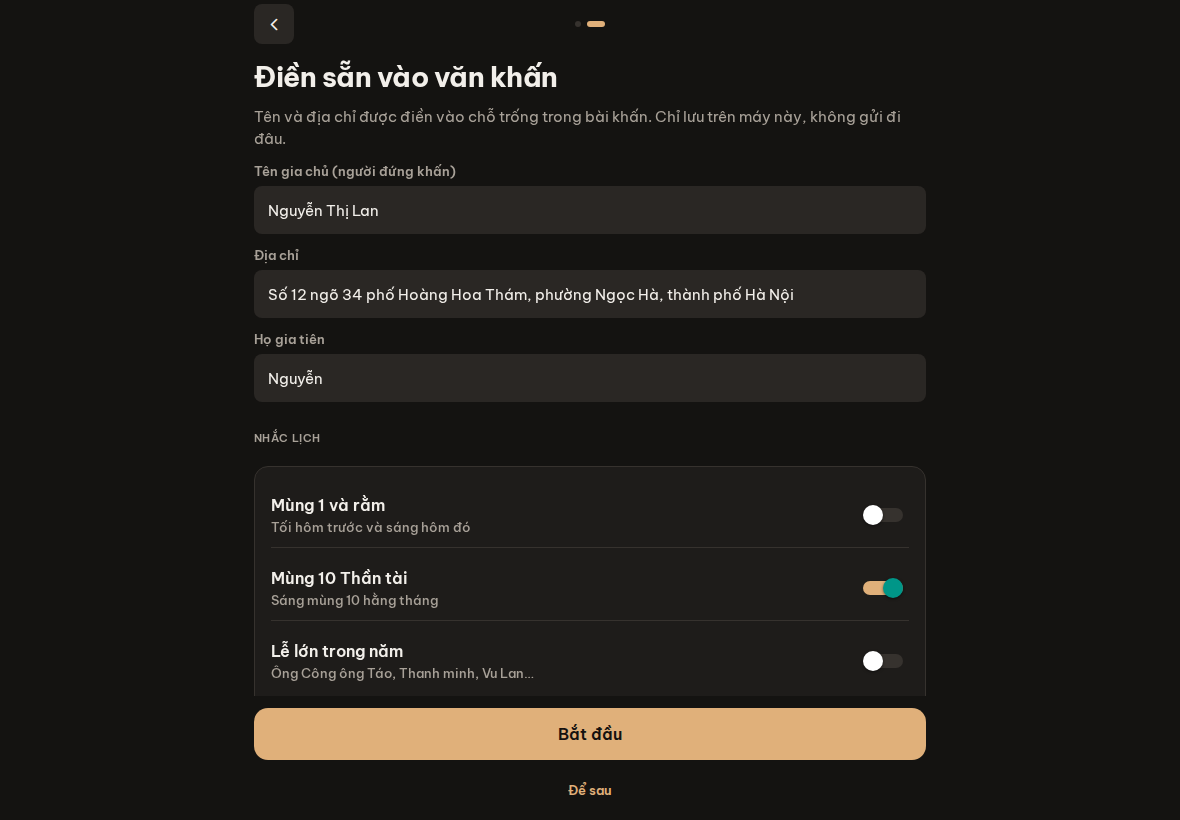 Điền sẵn vào văn khấn
Tên và địa chỉ được điền vào chỗ trống trong bài khấn. Chỉ lưu trên máy này, không gửi đi
đâu.
Tên gia chủ (người đứng khấn)
Nguyễn Thị Lan
Địa chỉ
Số 12 ngõ 34 phố Hoàng Hoa Thám, phường Ngọc Hà, thành phố Hà Nội
Họ gia tiên
Nguyễn
NHẮC LỊCH
Mùng 1 và rằm
Tối hôm trước và sáng hôm đó
Mùng 10 Thần tài
Sáng mùng 10 hằng tháng
Lễ lớn trong năm
Ông Công ông Táo, Thanh minh, Vu Lan…
Bắt đầu
Để sau